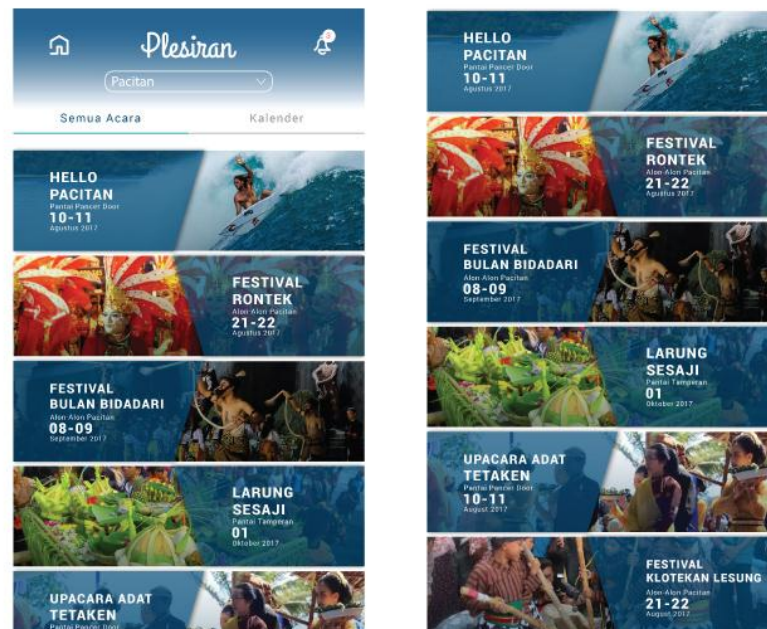 Plesiran
3
Pacitan
Semua Acara
Kalender
HELLO
PACITAN
Pantai Pancer Door
10-11
Agustus 2017
FESTIVAL
RONTEK
Alon-Alon Pacitan
21-22
Agustus 2017
FESTIVAL
BULAN BIDADARI
Alon-Alon Pacitan
08-09
September 2017
LARUNG
SESAJI
Pantai Tamperan
01
Oktober 2017
UPACARA ADAT
TETAKEN
Pantai Pancer Door
HELLO
PACITAN
Pantai Pancer Door
10-11
Agustus 2017
FESTIVAL
RONTEK
Alon-Alon Pacitan
21-22
Agustus 2017
FESTIVAL
BULAN BIDADARI
Alon-Alon Pacitan
08-09
September 2017
LARUNG
SESAJI
Pantai Tamperan
01
Oktober 2017
UPACARA ADAT
TETAKEN
Pantai Pancer Door
10-11
August 2017
FESTIVAL
KLOTEKAN LESUNG
Alon-Alon Pacitan
21-22
August 2017